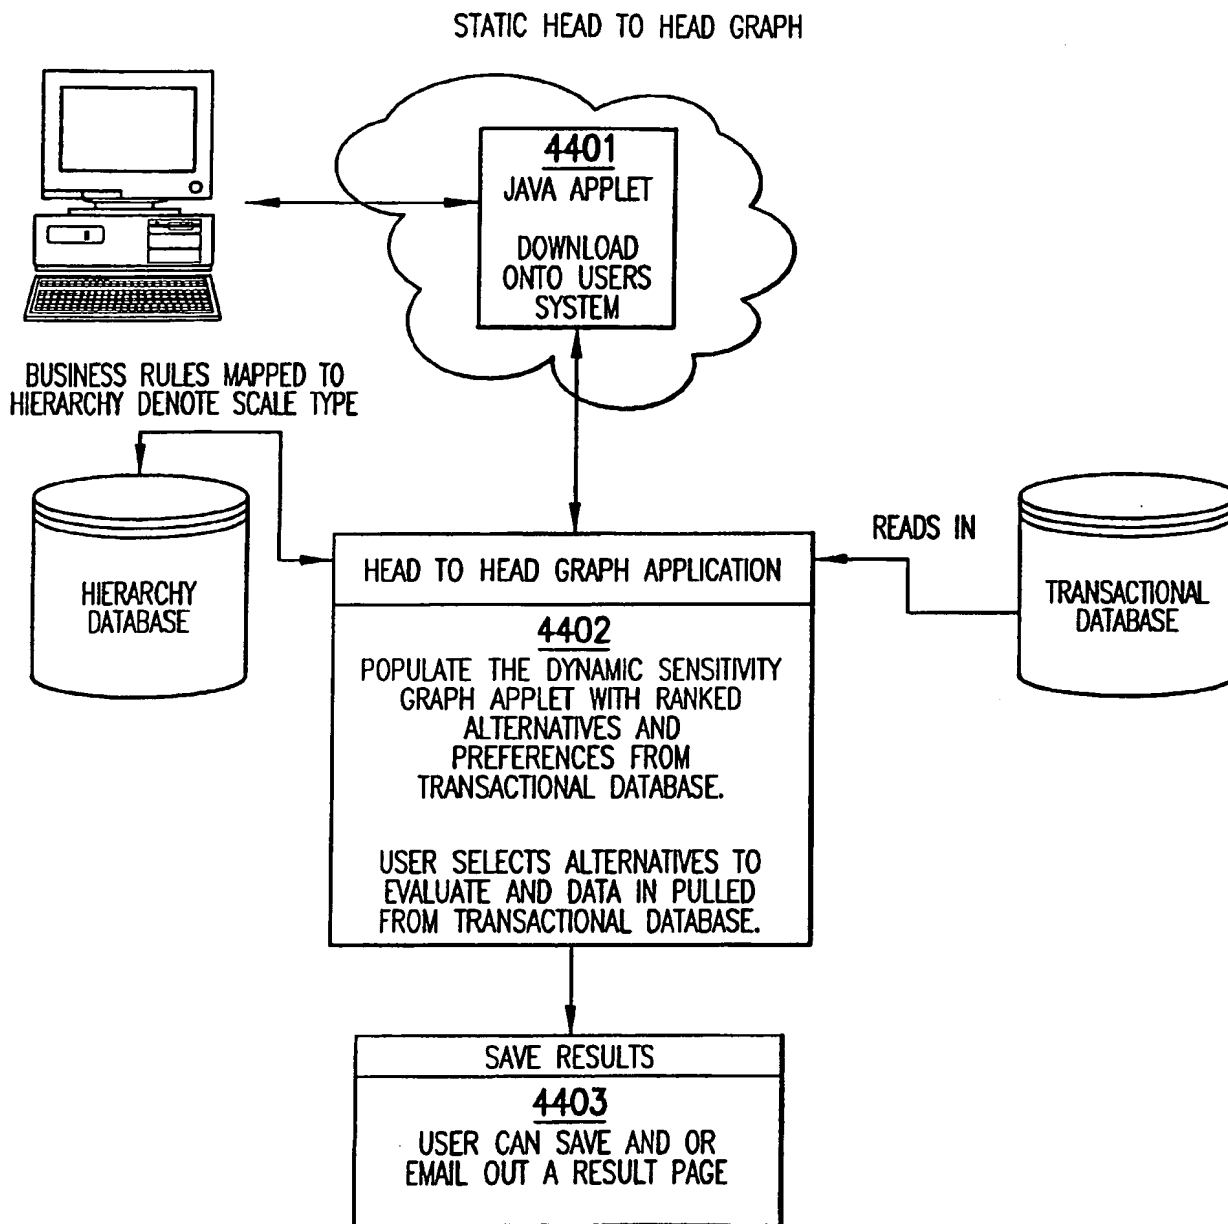 STATIC HEAD TO HEAD GRAPH
4401
JAVA APPLET
DOWNLOAD
ONTO USERS
SYSTEM
BUSINESS RULES MAPPED TO
HIERARCHY DENOTE SCALE TYPE
HIERARCHY
DATABASE
READS IN
TRANSACTIONAL
DATABASE
HEAD TO HEAD GRAPH APPLICATION
4402
POPULATE THE DYNAMIC SENSITIVITY
GRAPH APPLET WITH RANKED
ALTERNATIVES AND
PREFERENCES FROM
TRANSACTIONAL DATABASE.
USER SELECTS ALTERNATIVES TO
EVALUATE AND DATA IN PULLED
FROM TRANSACTIONAL DATABASE.
SAVE RESULTS
4403
USER CAN SAVE AND OR
EMAIL OUT A RESULT PAGE